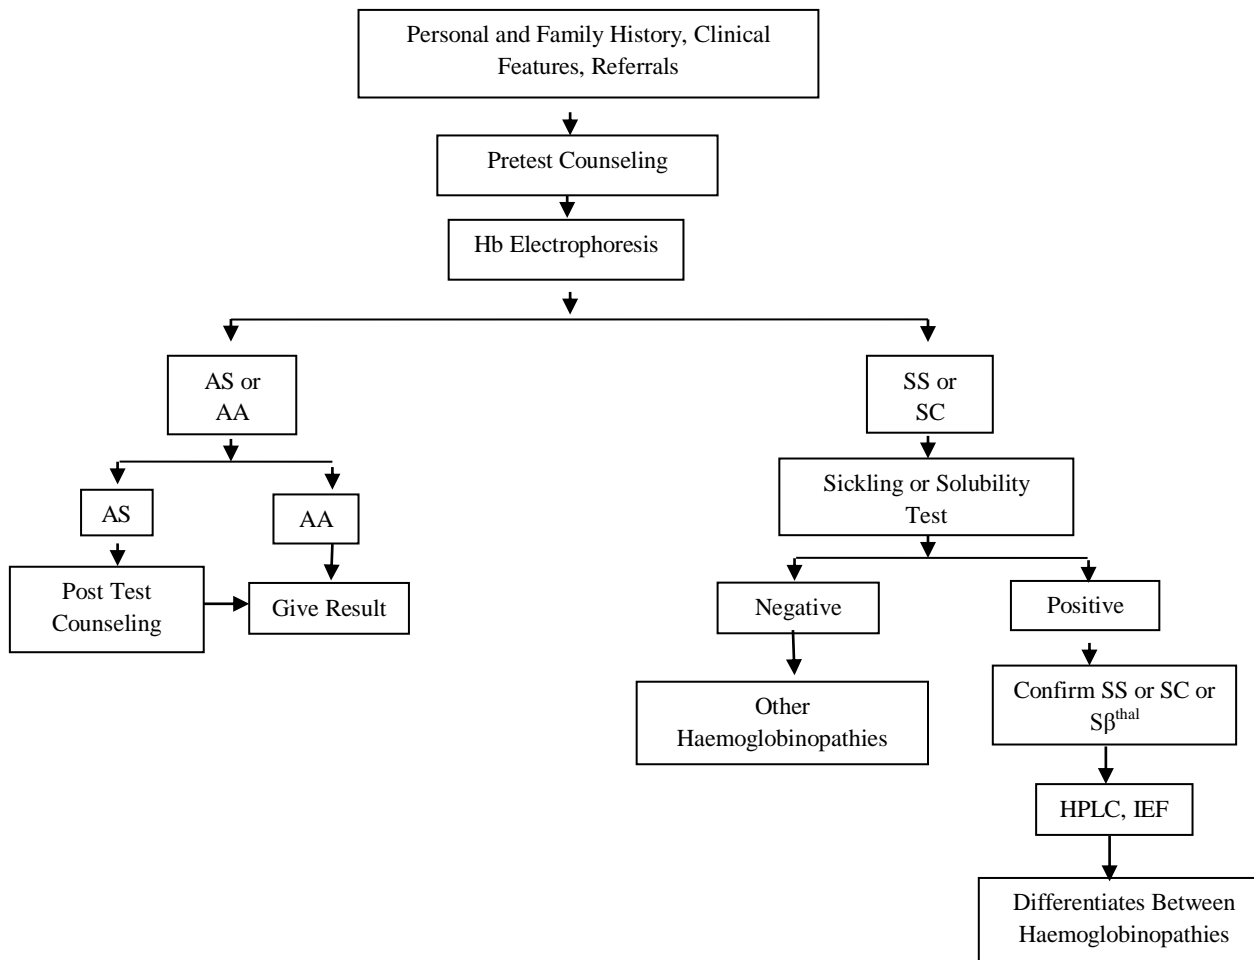 Personal and Family History, Clinical
Features, Referrals
Pretest Counseling
Hb Electrophoresis
AS or
AA
SS or
SC
AS
AA
Sickling or Solubility
Test
Post Test
Counseling
Give Result
Negative
Positive
Other
Haemoglobinopathies
Confirm SS or SC or
Sβthal
HPLC, IEF
Differentiates Between
Haemoglobinopathies